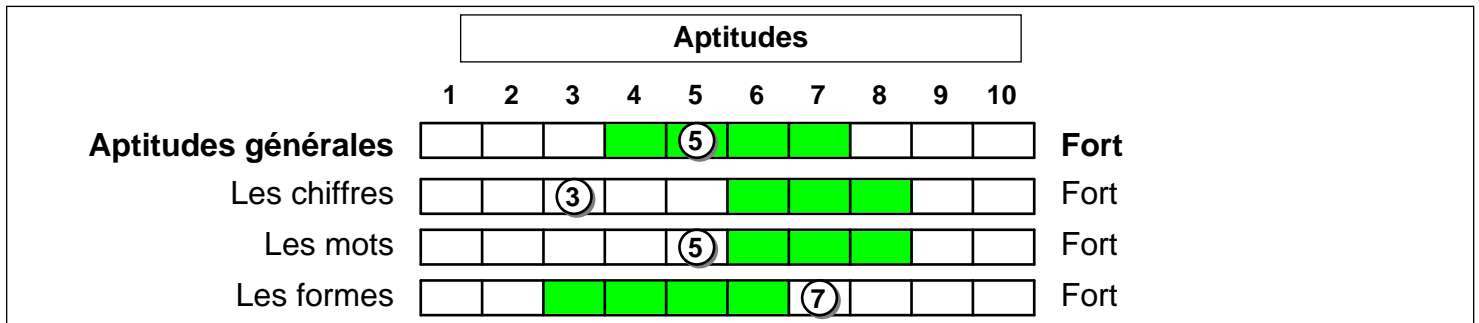 Aptitudes
1 2 3 4 5 6 7 8 9 10
Aptitudes générales 5 Fort
Les chiffres 3 Fort
Les mots 5 Fort
Les formes 7 Fort